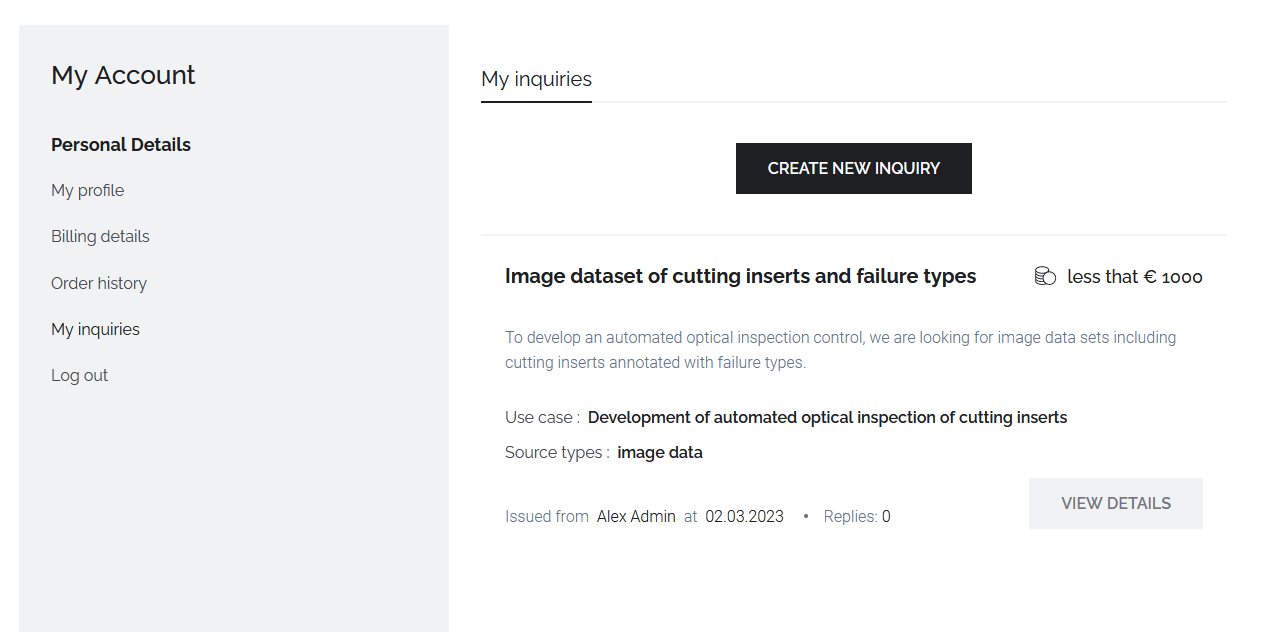 My Account
Personal Details
My profile
Billing details
Order history
My inquiries
Log out
My inquiries
CREATE NEW INQUIRY
Image dataset of cutting inserts and failure types
less that € 1000
To develop an automated optical inspection control, we are looking for image data sets including
cutting inserts annotated with failure types.
Use case : Development of automated optical inspection of cutting inserts
Source types : image data
Issued from Alex Admin at 02.03.2023 • Replies: 0
VIEW DETAILS